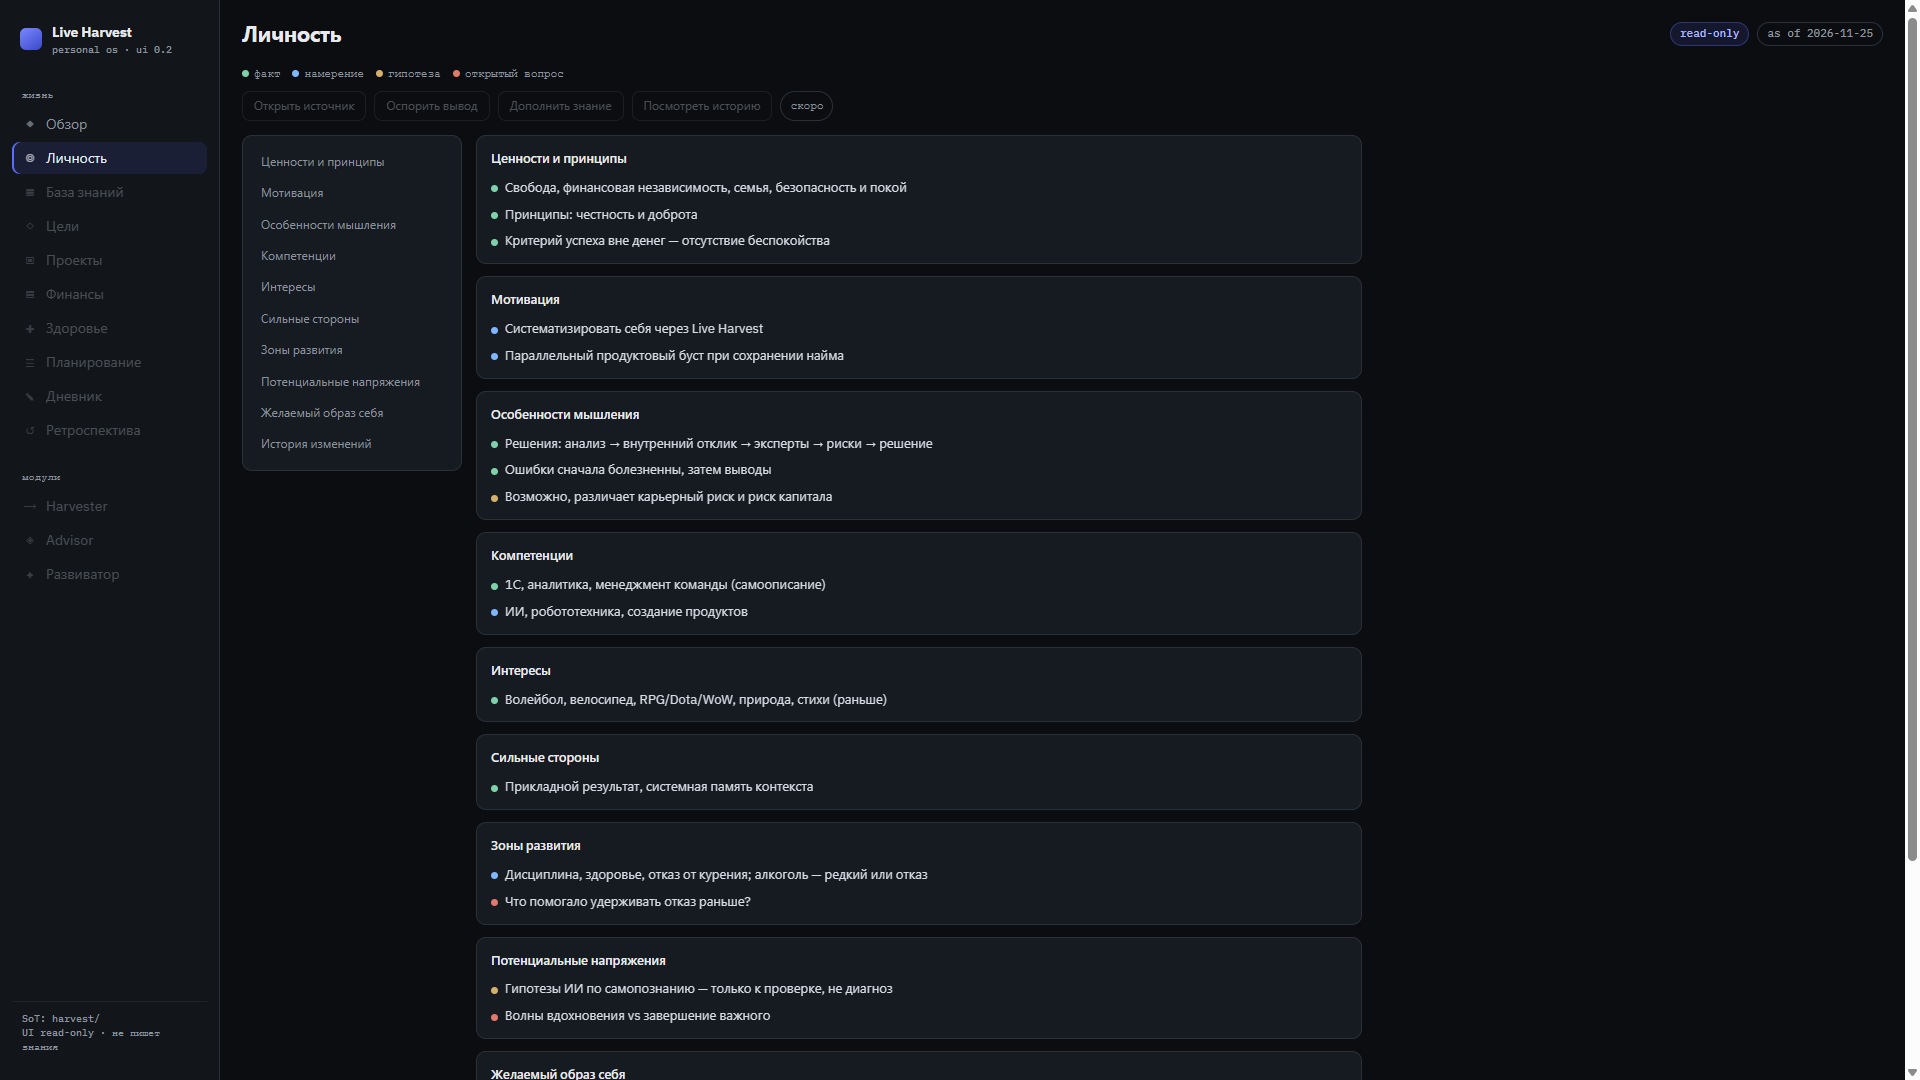 Live Harvest
personal os · ui 0.2
жизнь
Обзор
Личность
База знаний
Цели
Проекты
Финансы
Здоровье
Планирование
Дневник
Ретроспектива
модули
Harvester
Advisor
Развиватор
SoT: harvest/
UI read-only · не пишет
знания
Личность
read-only
as of 2026-11-25
факт намерение гипотеза открытый вопрос
Открыть источник
Оспорить вывод
Дополнить знание
Посмотреть историю
скоро
Ценности и принципы
Мотивация
Особенности мышления
Компетенции
Интересы
Сильные стороны
Зоны развития
Потенциальные напряжения
Желаемый образ себя
История изменений
Ценности и принципы
Свобода, финансовая независимость, семья, безопасность и покой
Принципы: честность и доброта
Критерий успеха вне денег — отсутствие беспокойства
Мотивация
Систематизировать себя через Live Harvest
Параллельный продуктовый буст при сохранении найма
Особенности мышления
Решения: анализ → внутренний отклик → эксперты → риски → решение
Ошибки сначала болезненны, затем выводы
Возможно, различает карьерный риск и риск капитала
Компетенции
1С, аналитика, менеджмент команды (самоописание)
ИИ, робототехника, создание продуктов
Интересы
Волейбол, велосипед, RPG/Dota/WoW, природа, стихи (раньше)
Сильные стороны
Прикладной результат, системная память контекста
Зоны развития
Дисциплина, здоровье, отказ от курения; алкоголь — редкий или отказ
Что помогало удерживать отказ раньше?
Потенциальные напряжения
Гипотезы ИИ по самопознанию — только к проверке, не диагноз
Волны вдохновения vs завершение важного
Желаемый образ себя